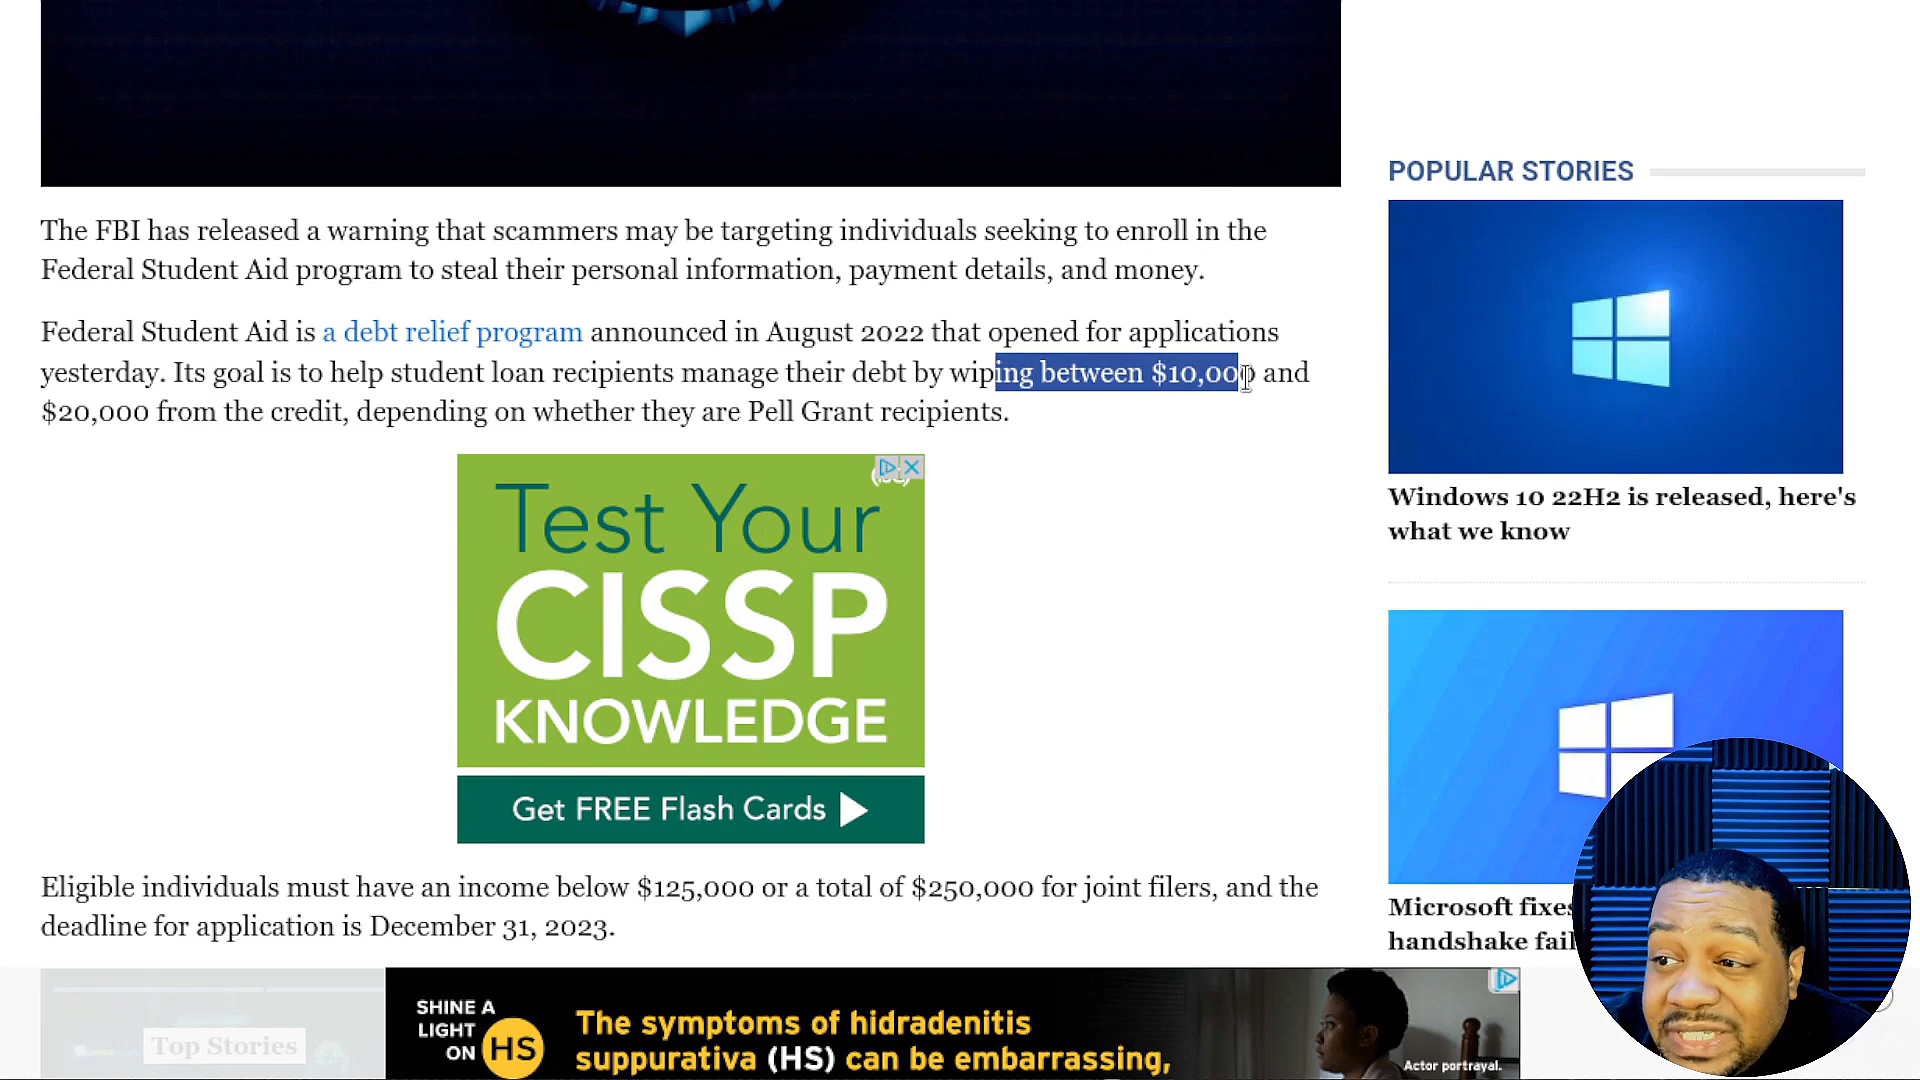 The FBI has released a warning that scammers may be targeting individuals seeking to enroll in the
Federal Student Aid program to steal their personal information, payment details, and money.
Federal Student Aid is a debt relief program announced in August 2022 that opened for applications
yesterday. Its goal is to help student loan recipients manage their debt by wiping between $10,000 and
$20,000 from the credit, depending on whether they are Pell Grant recipients.
Test Your
CISSP
KNOWLEDGE
Get FREE Flash Cards
Eligible individuals must have an income below $125,000 or a total of $250,000 for joint filers, and the
deadline for application is December 31, 2023.
POPULAR STORIES
Windows 10 22H2 is released, here's
what we know
Microsoft fixes
handshake
Top Stories
SHINE A
LIGHT
ON HS
The symptoms of hidradenitis
suppurativa (HS) can be embarrassing,
Actor portrayal.